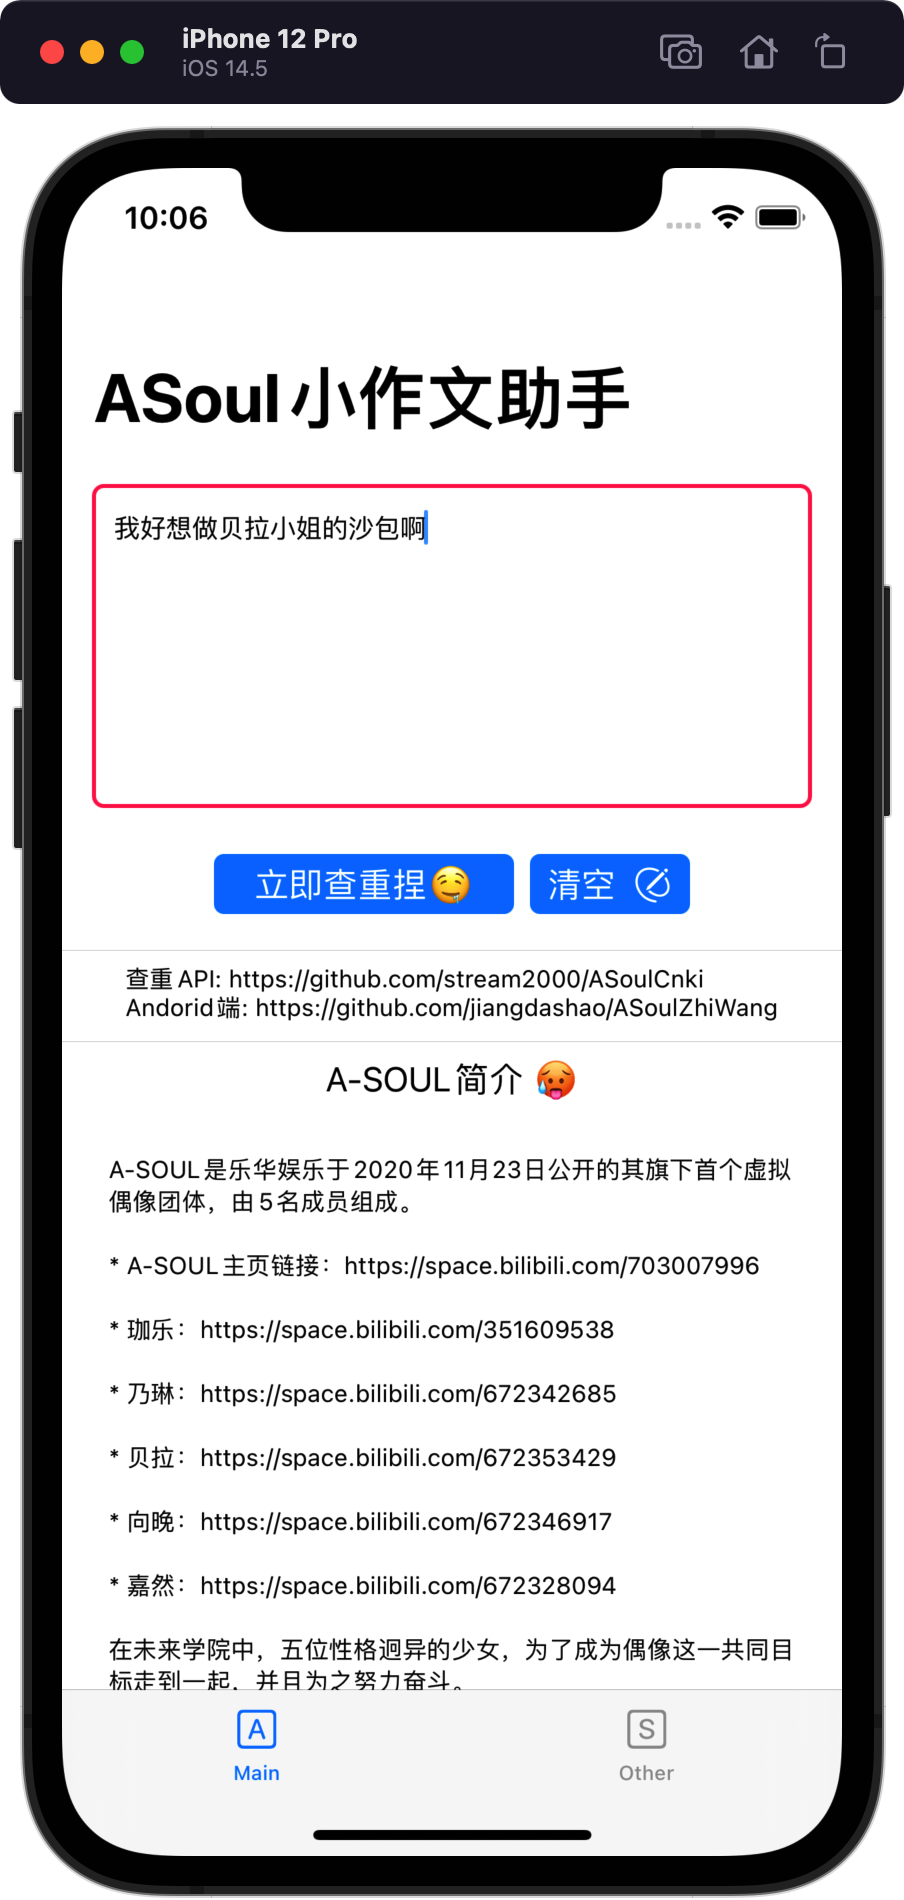 iPhone 12 Pro
iOS 14.5
10:06
ASoul小作文助手
我好想做贝拉小姐的沙包啊
立即查重捏🤤 清空
查重API: https://github.com/stream2000/ASoulCnki
Andorid端: https://github.com/jiangdashao/ASoulZhiWang
A-SOUL简介 🥵
A-SOUL是乐华娱乐于2020年11月23日公开的其旗下首个虚拟
偶像团体，由5名成员组成。
* A-SOUL主页链接：https://space.bilibili.com/703007996
* 珈乐：https://space.bilibili.com/351609538
* 乃琳：https://space.bilibili.com/672342685
* 贝拉：https://space.bilibili.com/672353429
* 向晚：https://space.bilibili.com/672346917
* 嘉然：https://space.bilibili.com/672328094
在未来学院中，五位性格迥异的少女，为了成为偶像这一共同目
标走到一起，并且为之努力奋斗。
A S
Main Other